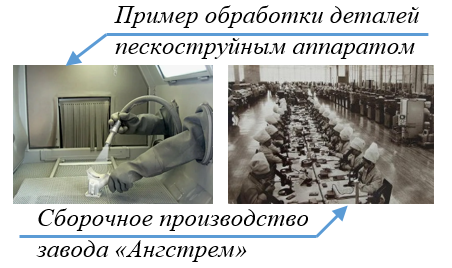 Пример обработки деталей
пескоструйным аппаратом
Сборочное производство
завода «Ангстрем»